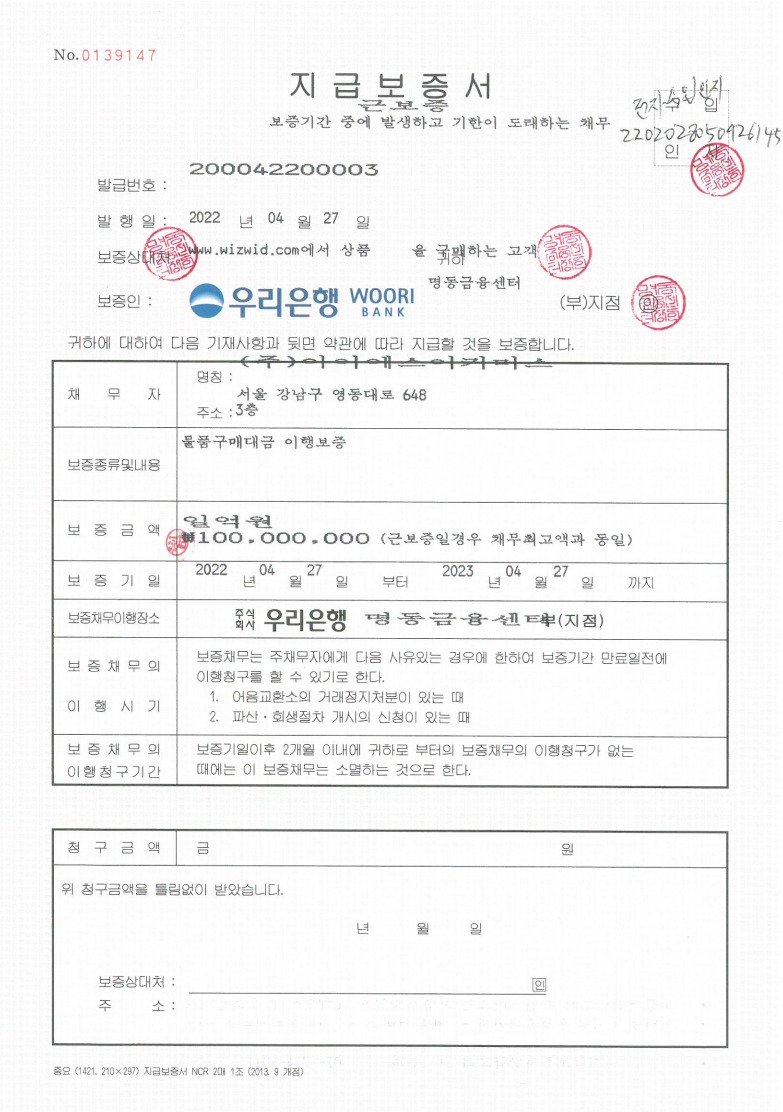 No.0139147
지급보증서
근보증
보증기간 중에 발생하고 기한이 도래하는 채무
전자수입인지
수 입
2202028050926145
인
발급번호 : 200042200003
발 행 일 : 2022 년 04 월 27 일
보증상대처: www.wizwid.com에서 상품 을 구매하는 고객
귀하
명동금융센터
보증인 : 우리은행 WOORI BANK (부)지점 인
귀하에 대하여 다음 기재사항과 뒷면 약관에 따라 지급할 것을 보증합니다.
(주)아이에스이커머스
채 무 자 명칭 :
서울 강남구 영동대로 648
주소 : 3층
보증종류및내용 물품구매대금 이행보증
일억원
보 증 금 액 ₩100,000,000 (근보증일경우 채무최고액과 동일)
보 증 기 일 2022 년 04 월 27 일 부터 2023 년 04 월 27 일 까지
보증채무이행장소 주식회사 우리은행 명동금융센터 부(지점)
보 증 채 무 의
이 행 시 기
보증채무는 주채무자에게 다음 사유있는 경우에 한하여 보증기간 만료일전에
이행청구를 할 수 있기로 한다.
1. 어음교환소의 거래정지처분이 있는 때
2. 파산·회생절차 개시의 신청이 있는 때
보 증 채 무 의
이행청구기간
보증기일이후 2개월 이내에 귀하로 부터의 보증채무의 이행청구가 없는
때에는 이 보증채무는 소멸하는 것으로 한다.
청 구 금 액 금 원
위 청구금액을 틀림없이 받았습니다.
년 월 일
보증상대처 : 인
주 소 :
중요 (1421, 210×297) 지급보증서 NCR 2매 1조 (2013. 9 개정)